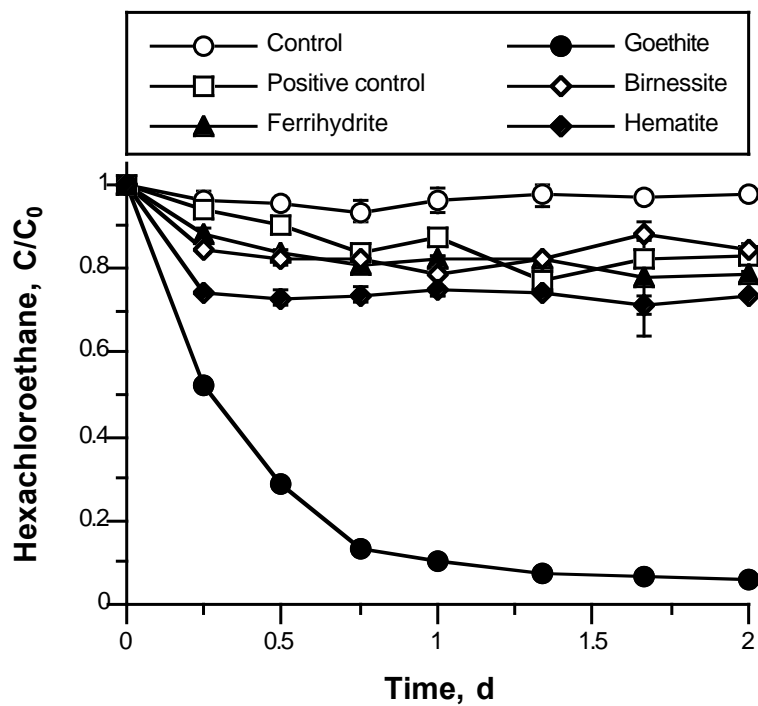 Control Goethite
Positive control Birnessite
Ferrihydrite Hematite
1
0.8
0.6
0.4
0.2
0
Hexachloroethane, C/C0
0 0.5 1 1.5 2
Time, d